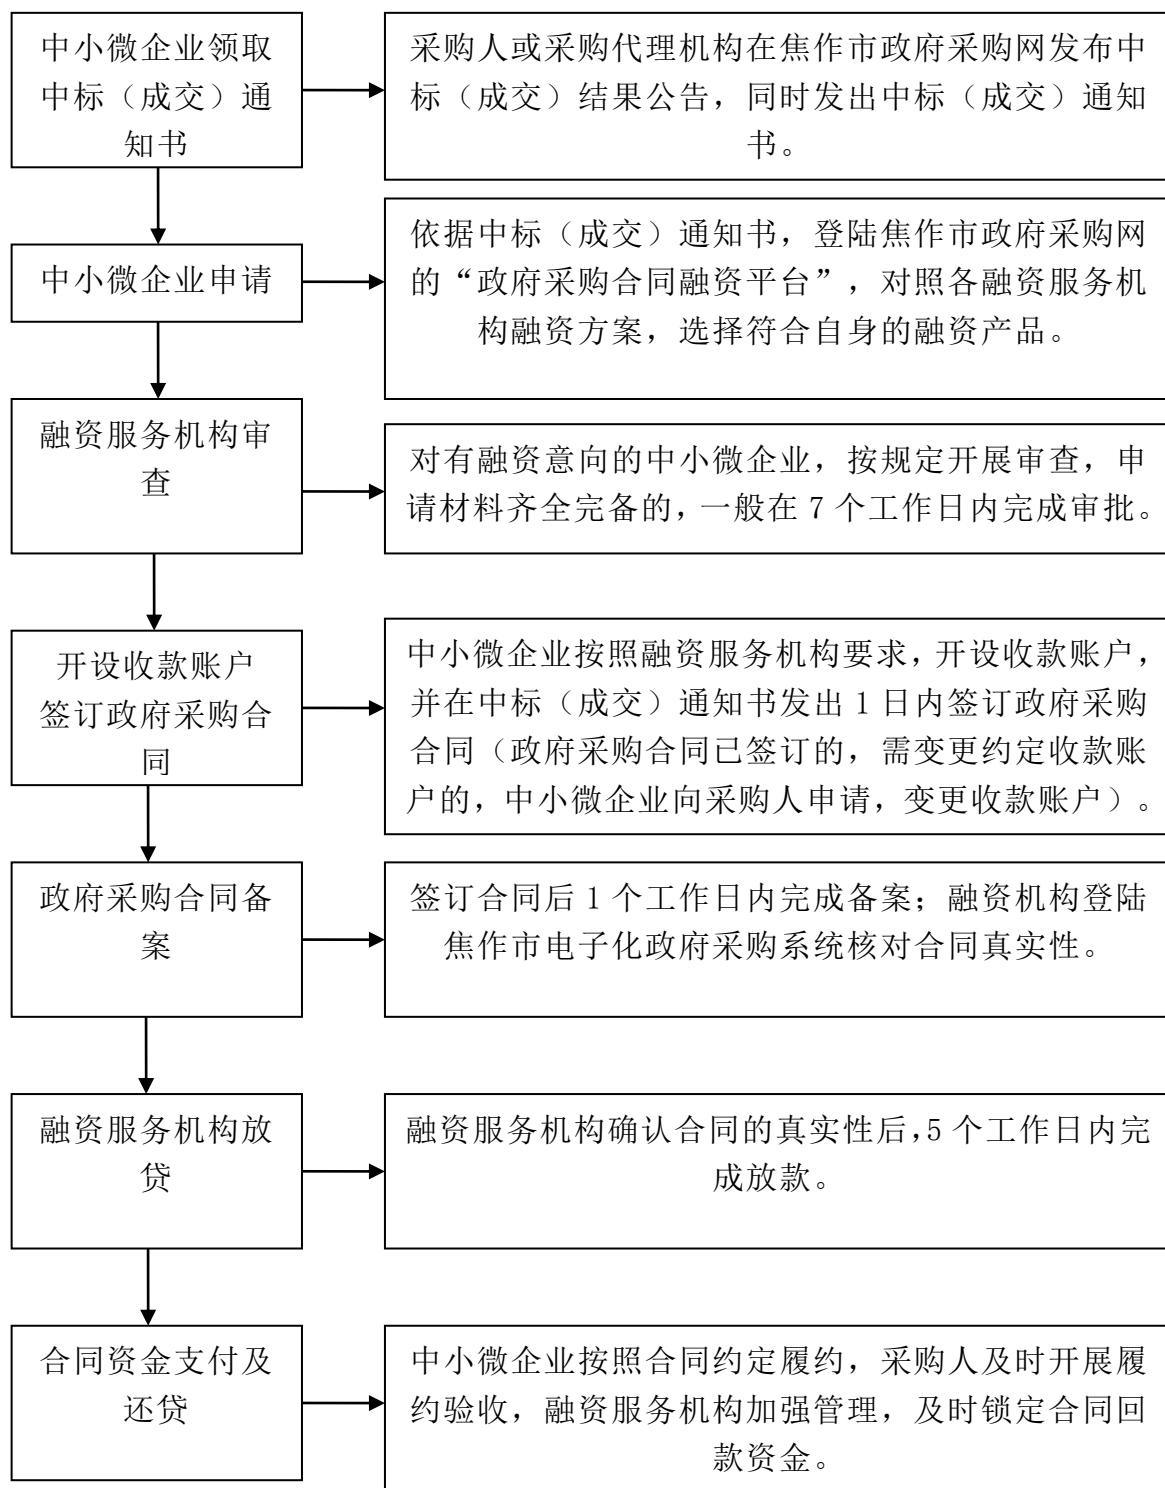 中小微企业领取
中标（成交）通
知书
采购人或采购代理机构在焦作市政府采购网发布中
标（成交）结果公告，同时发出中标（成交）通知
书。
中小微企业申请
依据中标（成交）通知书，登陆焦作市政府采购网
的“政府采购合同融资平台”，对照各融资服务机
构融资方案，选择符合自身的融资产品。
融资服务机构审
查
对有融资意向的中小微企业，按规定开展审查，申
请材料齐全完备的，一般在 7 个工作日内完成审批。
开设收款账户
签订政府采购合
同
中小微企业按照融资服务机构要求，开设收款账户，
并在中标（成交）通知书发出 1 日内签订政府采购
合同（政府采购合同已签订的，需变更约定收款账
户的，中小微企业向采购人申请，变更收款账户）。
政府采购合同备
案
签订合同后 1 个工作日内完成备案；融资机构登陆
焦作市电子化政府采购系统核对合同真实性。
融资服务机构放
贷
融资服务机构确认合同的真实性后，5 个工作日内完
成放款。
合同资金支付及
还贷
中小微企业按照合同约定履约，采购人及时开展履
约验收，融资服务机构加强管理，及时锁定合同回
款资金。